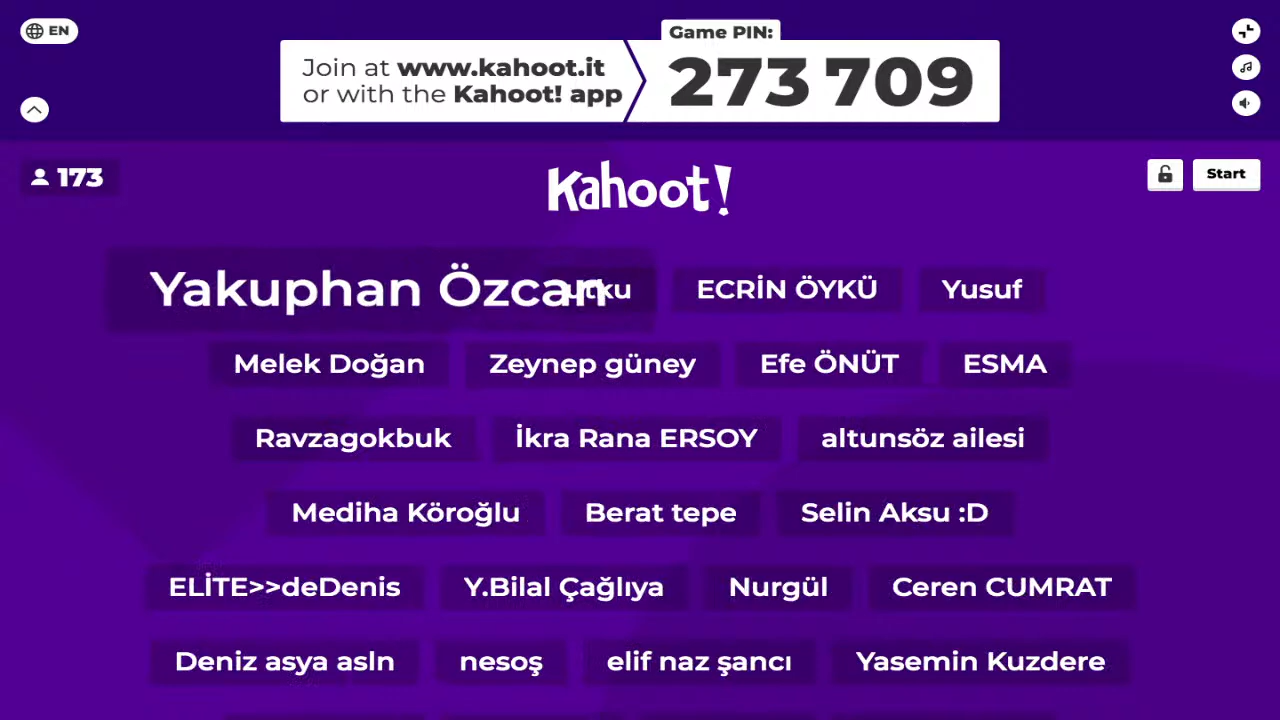 EN
Game PIN:
Join at www.kahoot.it
or with the Kahoot! app
273 709
173
Kahoot!
Start
Yakuphan Özcan
ECRİN ÖYKÜ
Yusuf
Melek Doğan
Zeynep güney
Efe ÖNÜT
ESMA
Ravzagokbuk
İkra Rana ERSOY
altunsöz ailesi
Mediha Köroğlu
Berat tepe
Selin Aksu :D
ELİTE>>deDenis
Y.Bilal Çağlıya
Nurgül
Ceren CUMRAT
Deniz asya asln
nesoş
elif naz şancı
Yasemin Kuzdere